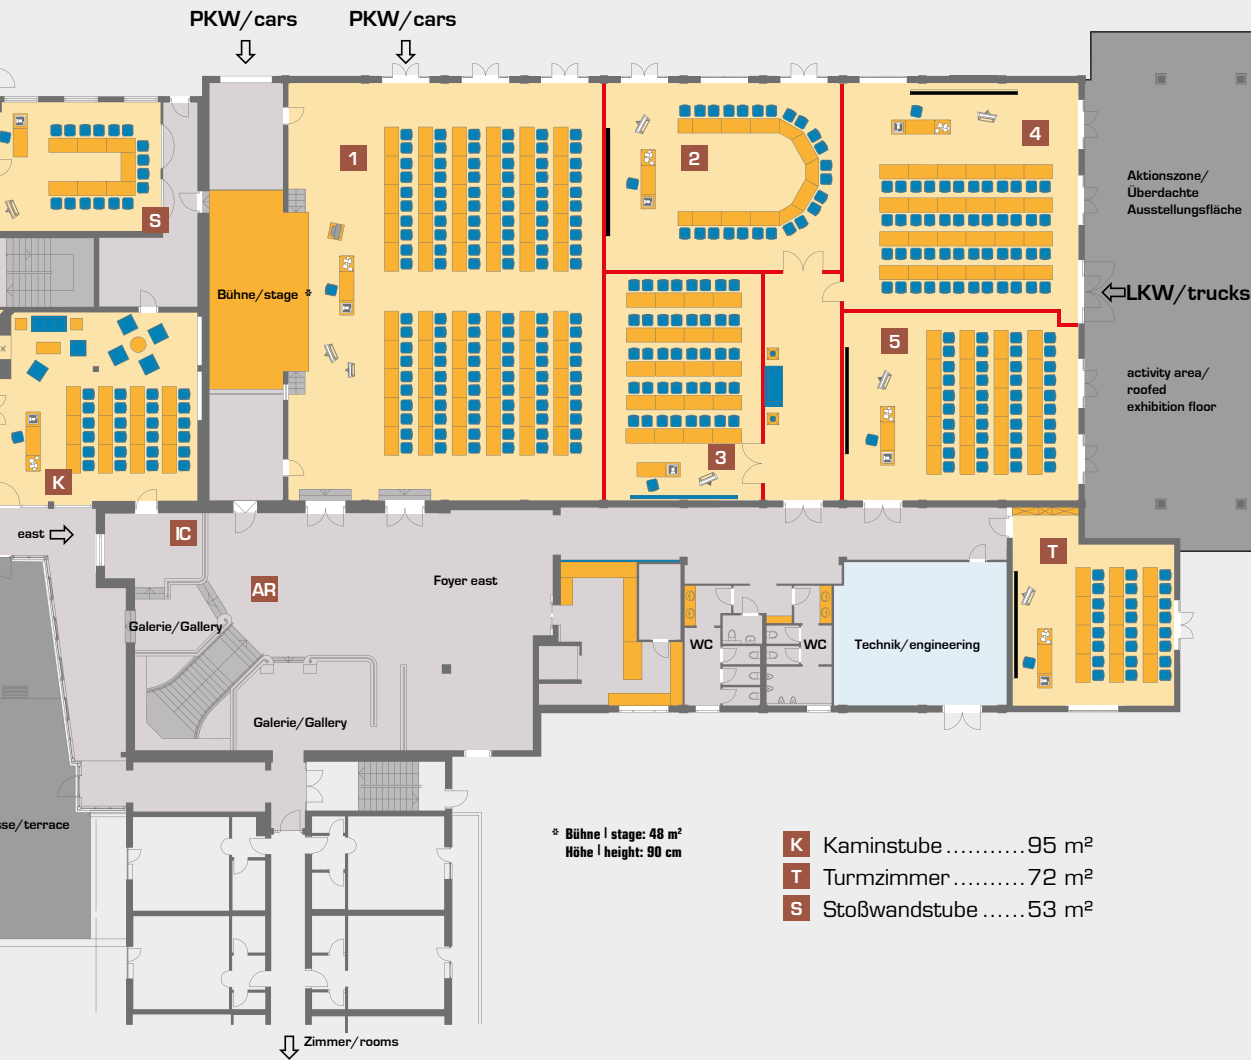 PKW/cars
PKW/cars
1
2
4
S
Aktionszone/
Überdachte
Ausstellungsfläche
Bühne/stage *
LKW/trucks
5
activity area/
roofed
exhibition floor
3
K
east
IC
T
AR
Foyer east
Galerie/Gallery
WC
WC
Technik/engineering
Galerie/Gallery
sse/terrace
* Bühne | stage: 48 m²
Höhe | height: 90 cm
K Kaminstube...........95 m²
T Turmzimmer..........72 m²
S Stoßwandstube......53 m²
Zimmer/rooms